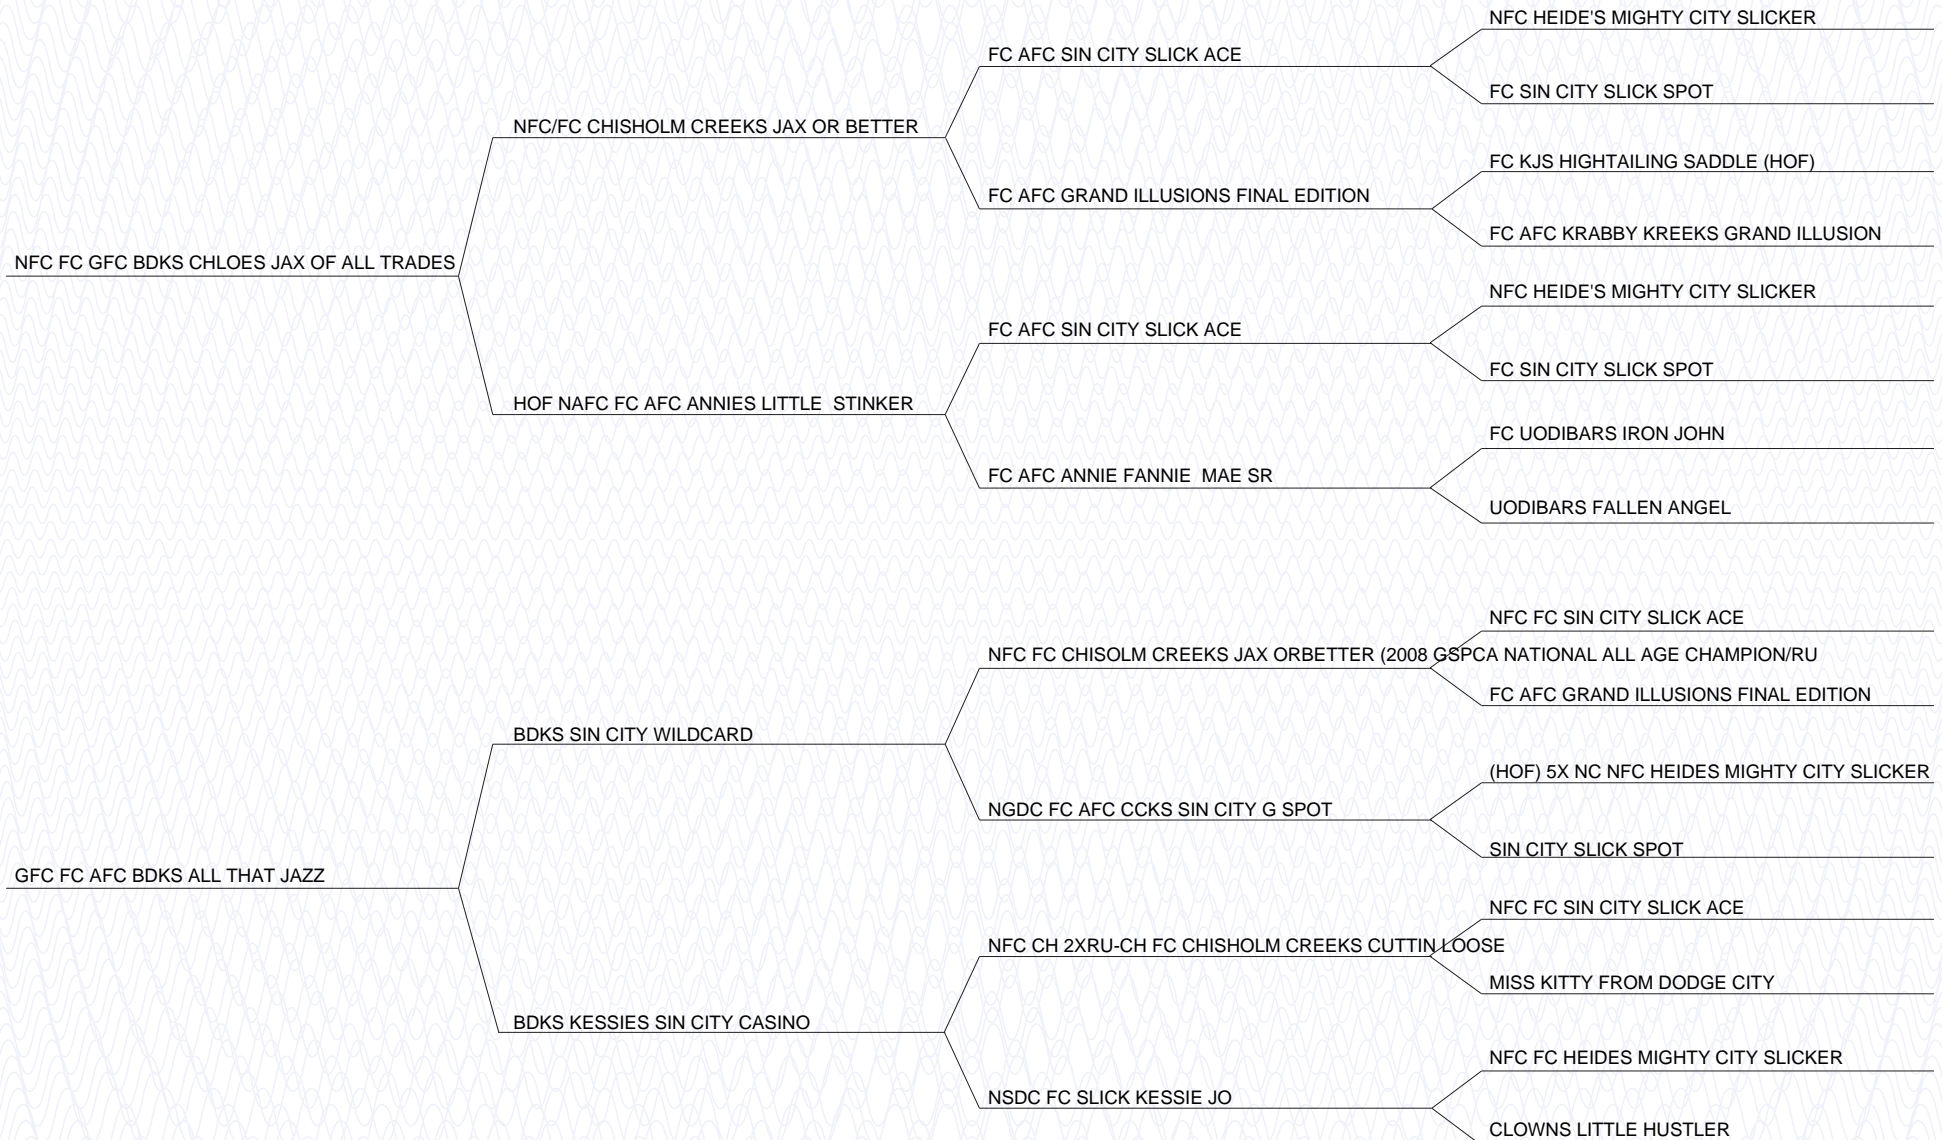 NFC HEIDE'S MIGHTY CITY SLICKER
FC AFC SIN CITY SLICK ACE
FC SIN CITY SLICK SPOT
NFC/FC CHISHOLM CREEKS JAX OR BETTER
FC KJS HIGHTAILING SADDLE (HOF)
FC AFC GRAND ILLUSIONS FINAL EDITION
FC AFC KRABBY KREEKS GRAND ILLUSION
NFC FC GFC BDKS CHLOES JAX OF ALL TRADES
NFC HEIDE'S MIGHTY CITY SLICKER
FC AFC SIN CITY SLICK ACE
FC SIN CITY SLICK SPOT
HOF NAFC FC AFC ANNIES LITTLE  STINKER
FC UODIBARS IRON JOHN
FC AFC ANNIE FANNIE  MAE SR
UODIBARS FALLEN ANGEL
NFC FC SIN CITY SLICK ACE
NFC FC CHISOLM CREEKS JAX ORBETTER (2008 GSPCA NATIONAL ALL AGE CHAMPION/RU
FC AFC GRAND ILLUSIONS FINAL EDITION
BDKS SIN CITY WILDCARD
(HOF) 5X NC NFC HEIDES MIGHTY CITY SLICKER
NGDC FC AFC CCKS SIN CITY G SPOT
SIN CITY SLICK SPOT
GFC FC AFC BDKS ALL THAT JAZZ
NFC FC SIN CITY SLICK ACE
NFC CH 2XRU-CH FC CHISHOLM CREEKS CUTTIN LOOSE
MISS KITTY FROM DODGE CITY
BDKS KESSIES SIN CITY CASINO
NFC FC HEIDES MIGHTY CITY SLICKER
NSDC FC SLICK KESSIE JO
CLOWNS LITTLE HUSTLER